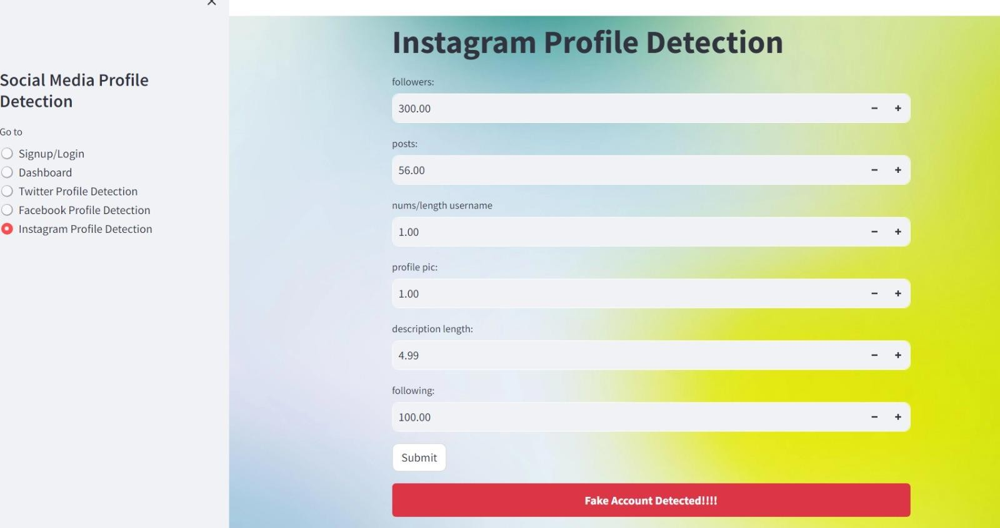 Social Media Profile
Detection
Go to
Signup/Login
Dashboard
Twitter Profile Detection
Facebook Profile Detection
Instagram Profile Detection
Instagram Profile Detection
followers:
300.00
posts:
56.00
nums/length username
1.00
profile pic:
1.00
description length:
4.99
following:
100.00
Submit
Fake Account Detected!!!!